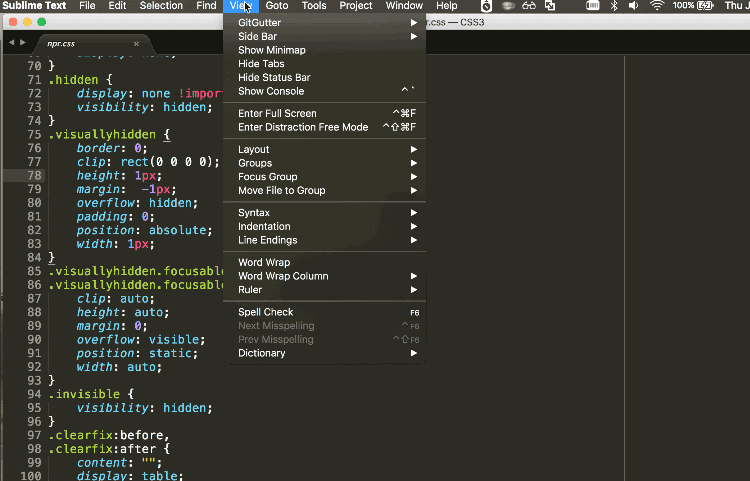 Sublime Text File Edit Selection Find View Goto Tools Project Window Help 100% Thu J
r.css — CSS3
npr.css ×
70 }
71 .hidden {
72 display: none !impor
73 visibility: hidden;
74 }
75 .visuallyhidden {
76 border: 0;
77 clip: rect(0 0 0 0);
78 height: 1px;
79 margin: -1px;
80 overflow: hidden;
81 padding: 0;
82 position: absolute;
83 width: 1px;
84 }
85 .visuallyhidden.focusabl
86 .visuallyhidden.focusabl
87 clip: auto;
88 height: auto;
89 margin: 0;
90 overflow: visible;
91 position: static;
92 width: auto;
93 }
94 .invisible {
95 visibility: hidden;
96 }
97 .clearfix:before,
98 .clearfix:after {
99 content: "";
100 display: table;
GitGutter ▶
Side Bar ▶
Show Minimap
Hide Tabs
Hide Status Bar
Show Console ^`
Enter Full Screen ^⌘F
Enter Distraction Free Mode ^⇧⌘F
Layout ▶
Groups ▶
Focus Group ▶
Move File to Group ▶
Syntax ▶
Indentation ▶
Line Endings ▶
Word Wrap
Word Wrap Column ▶
Ruler ▶
Spell Check F6
Next Misspelling ^F6
Prev Misspelling ^⇧F6
Dictionary ▶